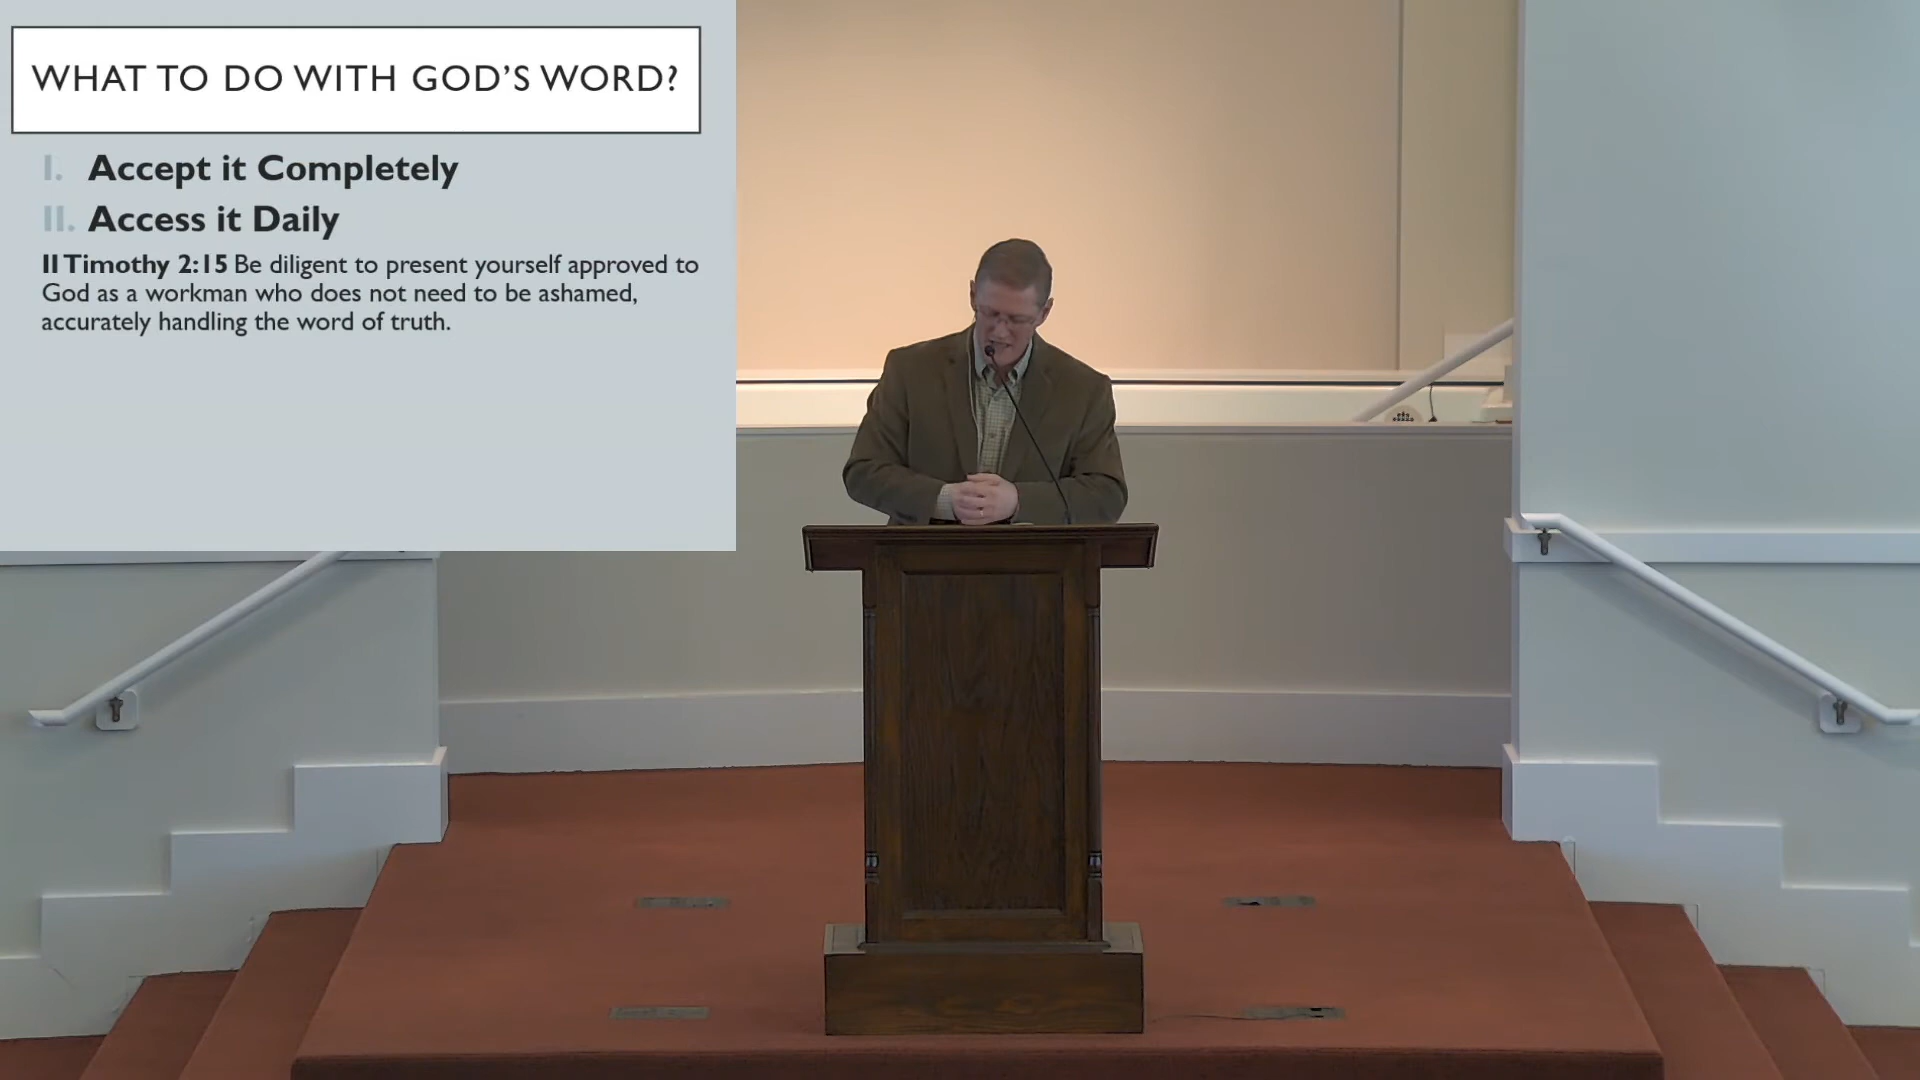 WHAT TO DO WITH GOD'S WORD?
I. Accept it Completely
II. Access it Daily
II Timothy 2:15 Be diligent to present yourself approved to
God as a workman who does not need to be ashamed,
accurately handling the word of truth.